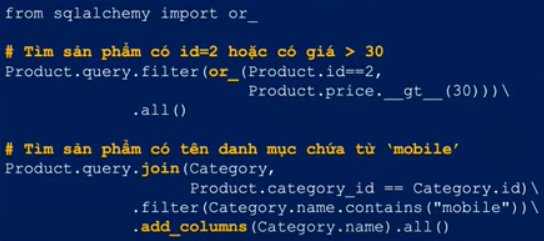 from sqlalchemy import or_
# Tìm sản phẩm có id=2 hoặc có giá > 30
Product.query.filter(or_(Product.id==2,
Product.price.__gt__(30)))\
.all()
# Tìm sản phẩm có tên danh mục chứa từ ‘mobile’
Product.query.join(Category,
Product.category_id == Category.id)\
.filter(Category.name.contains("mobile"))\
.add_columns(Category.name).all()